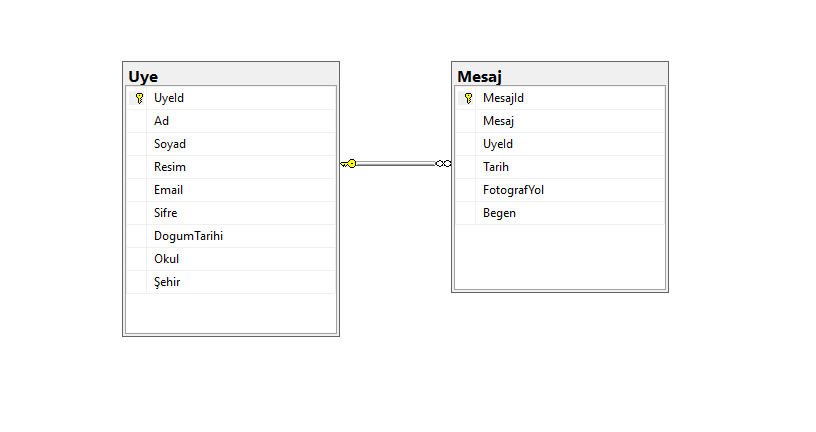 Uye
UyeId
Ad
Soyad
Resim
Email
Sifre
DogumTarihi
Okul
Şehir
Mesaj
MesajId
Mesaj
UyeId
Tarih
FotografYol
Begen